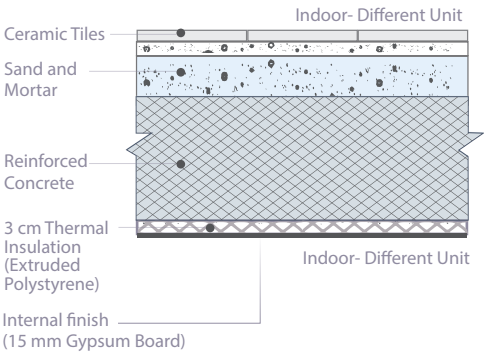 Indoor- Different Unit
Ceramic Tiles
Sand and
Mortar
Reinforced
Concrete
3 cm Thermal
Insulation
(Extruded
Polystyrene)
Indoor- Different Unit
Internal finish
(15 mm Gypsum Board)